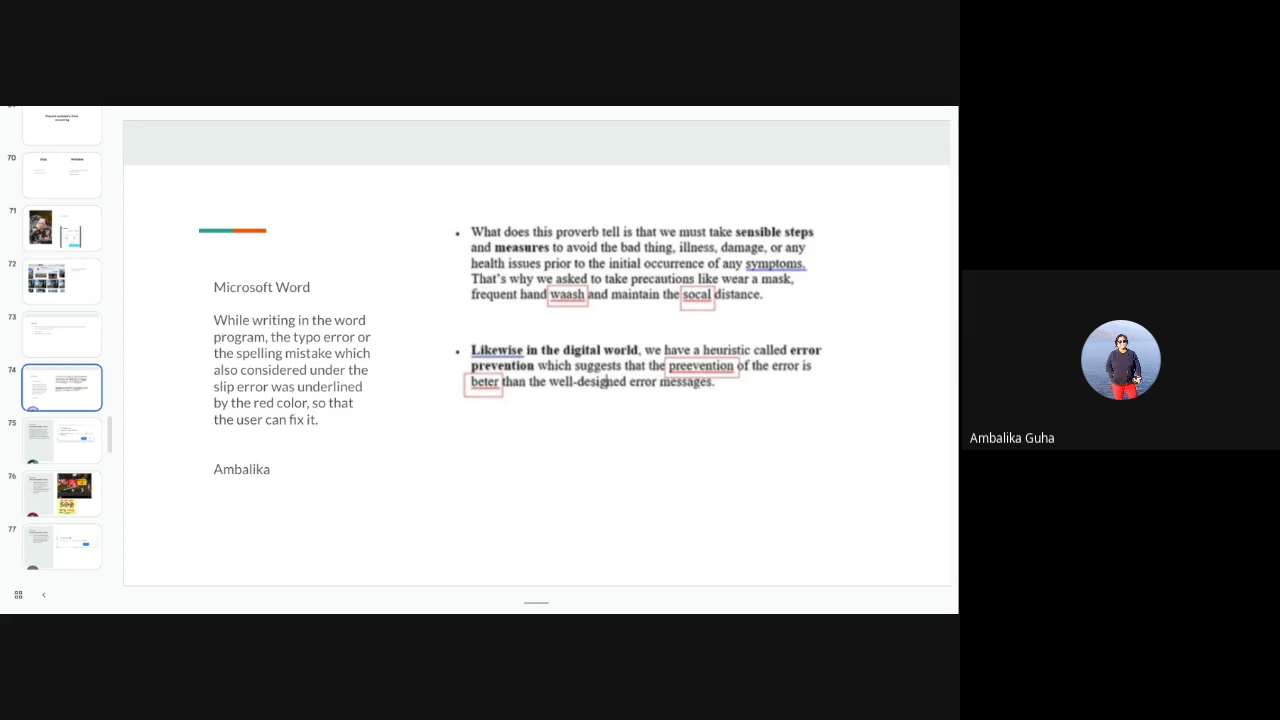 70
71
72
73
74
75
76
77
Microsoft Word
While writing in the word
program, the typo error or
the spelling mistake which
also considered under the
slip error was underlined
by the red color, so that
the user can fix it.
Ambalika
• What does this proverb tell is that we must take sensible steps
and measures to avoid the bad thing, illness, damage, or any
health issues prior to the initial occurrence of any symptoms.
That's why we asked to take precautions like wear a mask,
frequent hand waash and maintain the socal distance.
• Likewise in the digital world, we have a heuristic called error
prevention which suggests that the preevention of the error is
beter than the well-designed error messages.
Ambalika Guha